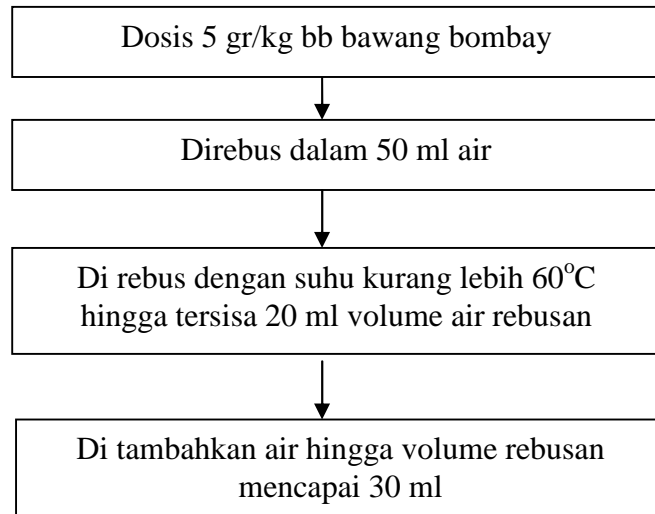 Dosis 5 gr/kg bb bawang bombay
Direbus dalam 50 ml air
Di rebus dengan suhu kurang lebih 60°C
hingga tersisa 20 ml volume air rebusan
Di tambahkan air hingga volume rebusan
mencapai 30 ml